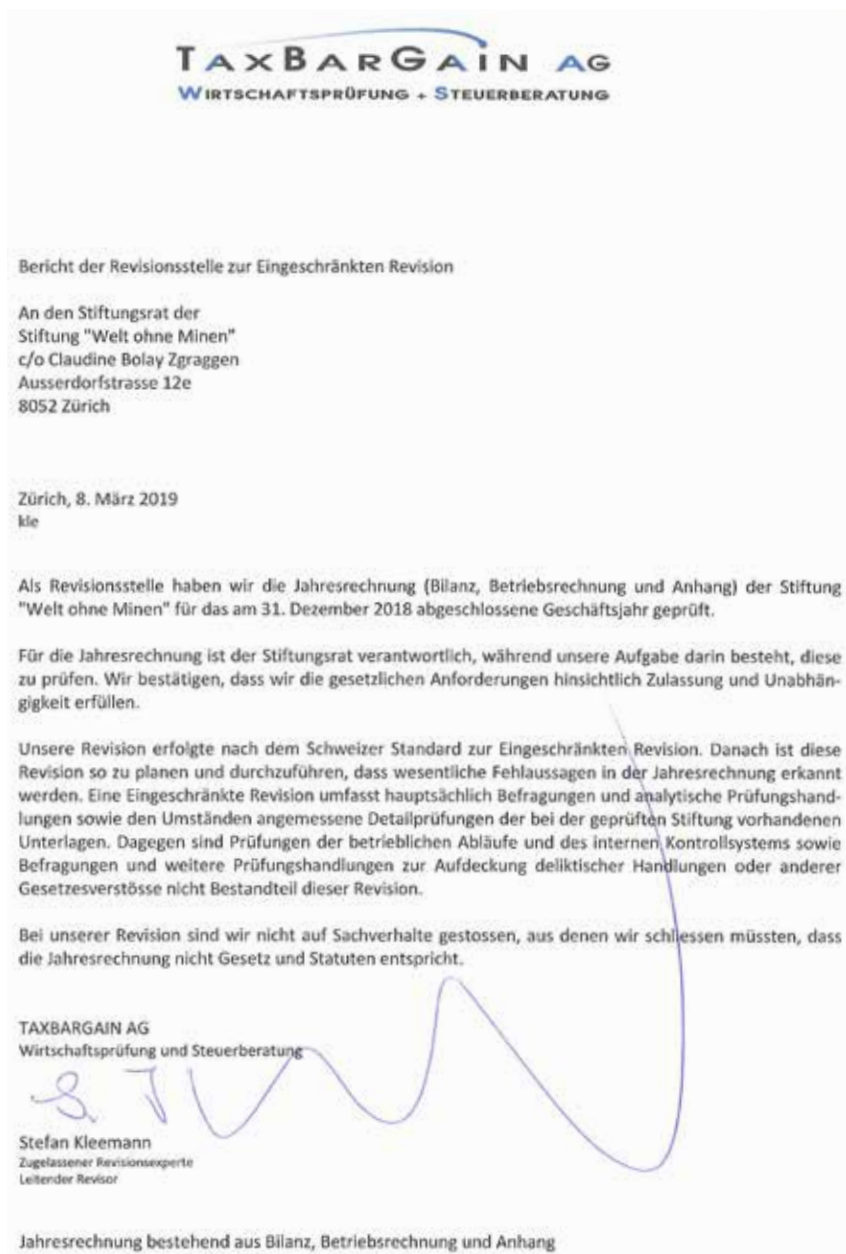 TAXBARGAIN AG
WIRTSCHAFTSPRÜFUNG + STEUERBERATUNG
Bericht der Revisionsstelle zur Eingeschränkten Revision
An den Stiftungsrat der
Stiftung "Welt ohne Minen"
c/o Claudine Bolay Zgraggen
Ausserdorfstrasse 12e
8052 Zürich
Zürich, 8. März 2019
kle
Als Revisionsstelle haben wir die Jahresrechnung (Bilanz, Betriebsrechnung und Anhang) der Stiftung
"Welt ohne Minen" für das am 31. Dezember 2018 abgeschlossene Geschäftsjahr geprüft.
Für die Jahresrechnung ist der Stiftungsrat verantwortlich, während unsere Aufgabe darin besteht, diese
zu prüfen. Wir bestätigen, dass wir die gesetzlichen Anforderungen hinsichtlich Zulassung und Unabhän-
gigkeit erfüllen.
Unsere Revision erfolgte nach dem Schweizer Standard zur Eingeschränkten Revision. Danach ist diese
Revision so zu planen und durchzuführen, dass wesentliche Fehlaussagen in der Jahresrechnung erkannt
werden. Eine Eingeschränkte Revision umfasst hauptsächlich Befragungen und analytische Prüfungshand-
lungen sowie den Umständen angemessene Detailprüfungen der bei der geprüften Stiftung vorhandenen
Unterlagen. Dagegen sind Prüfungen der betrieblichen Abläufe und des internen Kontrollsystems sowie
Befragungen und weitere Prüfungshandlungen zur Aufdeckung deliktischer Handlungen oder anderer
Gesetzesverstösse nicht Bestandteil dieser Revision.
Bei unserer Revision sind wir nicht auf Sachverhalte gestossen, aus denen wir schliessen müssten, dass
die Jahresrechnung nicht Gesetz und Statuten entspricht.
TAXBARGAIN AG
Wirtschaftsprüfung und Steuerberatung
Stefan Kleemann
Zugelassener Revisionsexperte
Leitender Revisor
Jahresrechnung bestehend aus Bilanz, Betriebsrechnung und Anhang